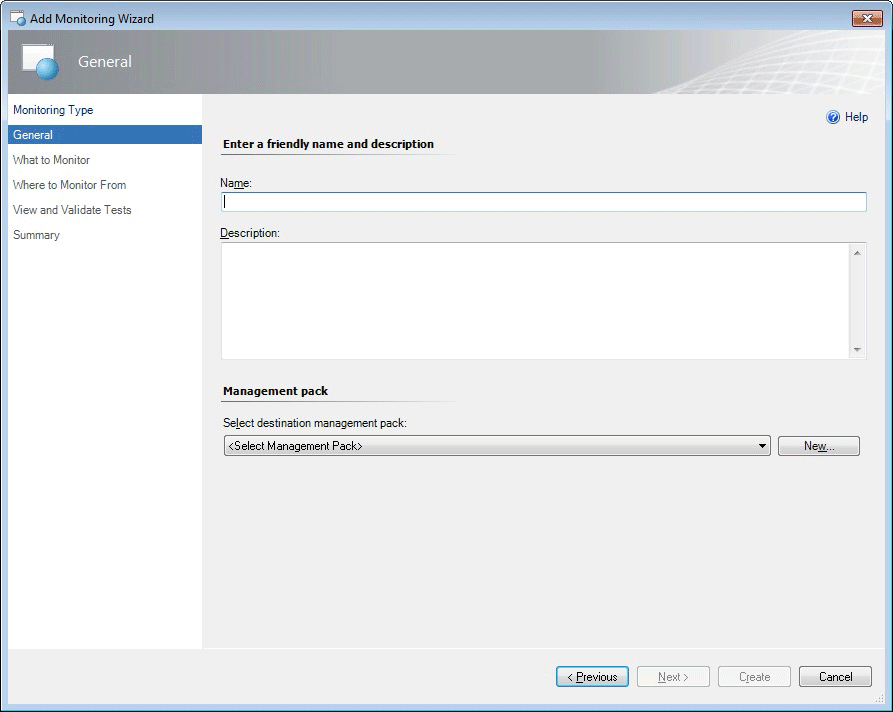 Add Monitoring Wizard
General
Monitoring Type
General
What to Monitor
Where to Monitor From
View and Validate Tests
Summary
Help
Enter a friendly name and description
Name:
Description:
Management pack
Select destination management pack:
<Select Management Pack>
New...
< Previous
Next >
Create
Cancel